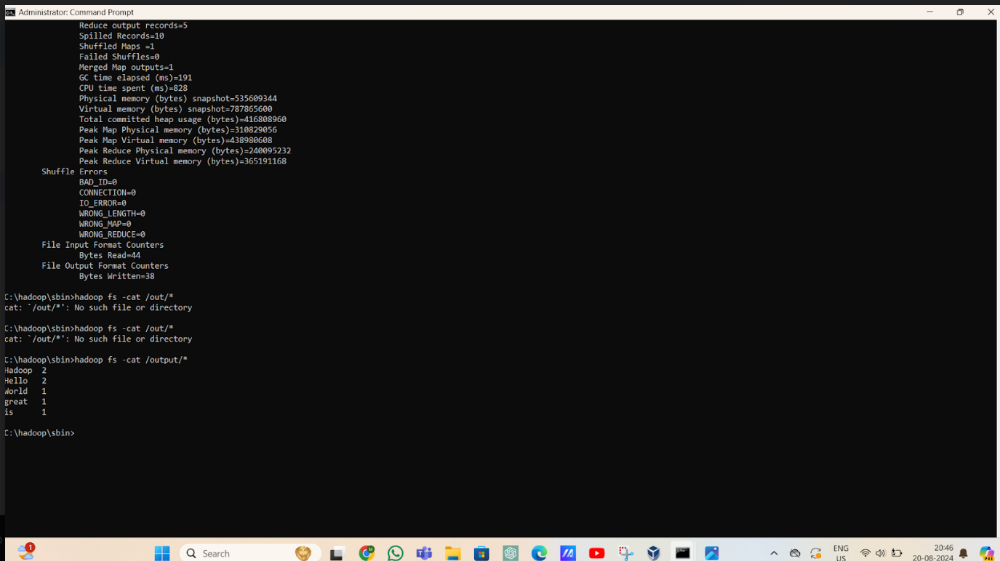 Administrator: Command Prompt
Reduce output records=5
Spilled Records=10
Shuffled Maps =1
Failed Shuffles=0
Merged Map outputs=1
GC time elapsed (ms)=191
CPU time spent (ms)=828
Physical memory (bytes) snapshot=535609344
Virtual memory (bytes) snapshot=787865600
Total committed heap usage (bytes)=416808960
Peak Map Physical memory (bytes)=310829056
Peak Map Virtual memory (bytes)=438980608
Peak Reduce Physical memory (bytes)=240095232
Peak Reduce Virtual memory (bytes)=365191168
Shuffle Errors
BAD_ID=0
CONNECTION=0
IO_ERROR=0
WRONG_LENGTH=0
WRONG_MAP=0
WRONG_REDUCE=0
File Input Format Counters
Bytes Read=44
File Output Format Counters
Bytes Written=38
C:\hadoop\sbin>hadoop fs -cat /out/*
cat: `/out/*': No such file or directory
C:\hadoop\sbin>hadoop fs -cat /out/*
cat: `/out/*': No such file or directory
C:\hadoop\sbin>hadoop fs -cat /output/*
Hadoop  2
Hello   2
World   1
great   1
is      1
C:\hadoop\sbin>
1
Search
ENG
US
20:46
20-08-2024
PRE